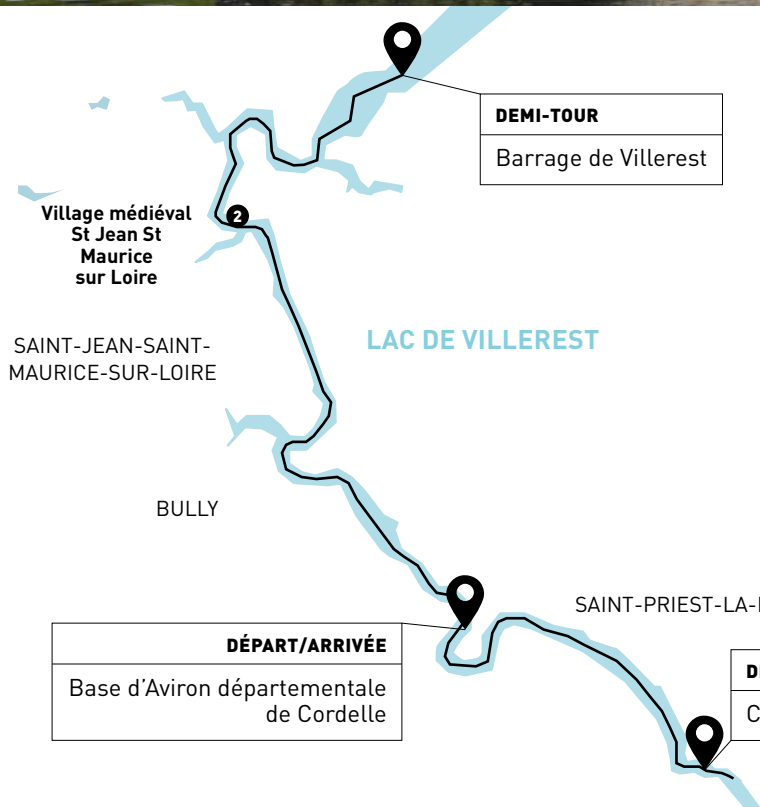 DEMI-TOUR
Barrage de Villerest
2
Village médiéval
St Jean St
Maurice
sur Loire
LAC DE VILLEREST
SAINT-JEAN-SAINT-
MAURICE-SUR-LOIRE
BULLY
SAINT-PRIEST-LA-
DÉPART/ARRIVÉE
Base d'Aviron départementale
de Cordelle